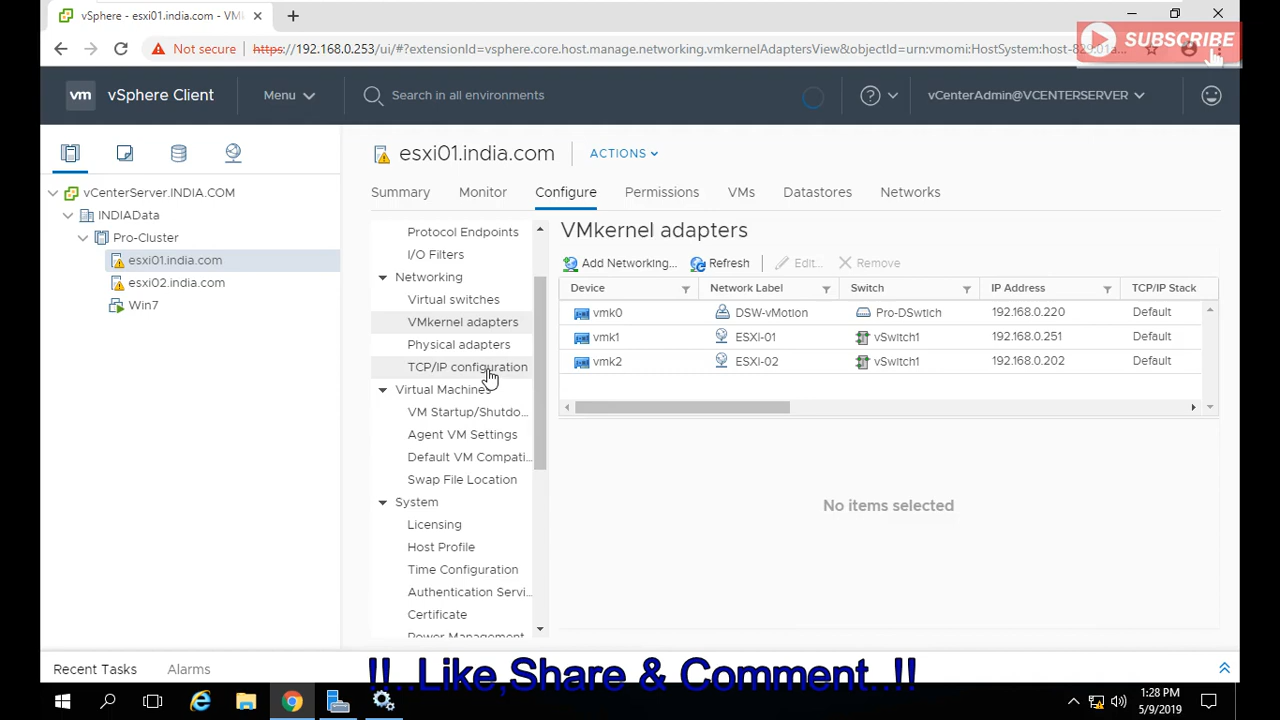 vSphere - esxi01.india.com - VMk
Not secure
https://192.168.0.253/ui/#?extensionId=vsphere.core.host.manage.networking.vmkernelAdaptersView&objectId=urn:vmomi:HostSystem:host-
SUBSCRIBE
vm vSphere Client
Menu
Search in all environments
vCenterAdmin@VCENTERSERVER
esxi01.india.com
ACTIONS
vCenterServer.INDIA.COM
INDIAData
Pro-Cluster
esxi01.india.com
esxi02.india.com
Win7
Summary Monitor Configure Permissions VMs Datastores Networks
Protocol Endpoints
I/O Filters
Networking
Virtual switches
VMkernel adapters
Physical adapters
TCP/IP configuration
Virtual Machines
VM Startup/Shutdo...
Agent VM Settings
Default VM Compati...
Swap File Location
System
Licensing
Host Profile
Time Configuration
Authentication Servi...
Certificate
Power Management
VMkernel adapters
Add Networking... Refresh Edit... Remove
Device Network Label Switch IP Address TCP/IP Stack
vmk0 DSW-vMotion Pro-DSwtich 192.168.0.220 Default
vmk1 ESXI-01 vSwitch1 192.168.0.251 Default
vmk2 ESXI-02 vSwitch1 192.168.0.202 Default
No items selected
Recent Tasks Alarms
!!..Like,Share & Comment..!!
1:28 PM
5/9/2019